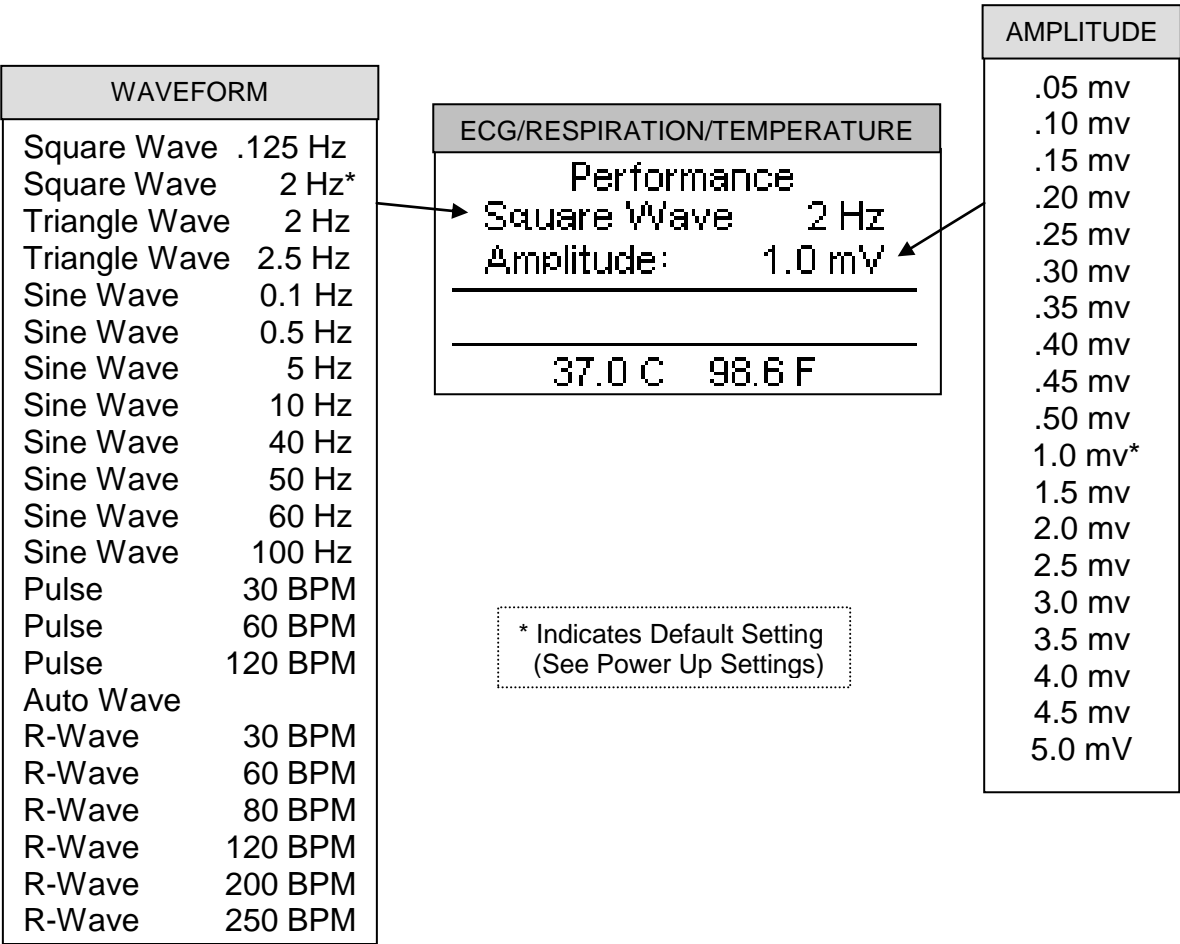 WAVEFORM
Square Wave .125 Hz
Square Wave 2 Hz*
Triangle Wave 2 Hz
Triangle Wave 2.5 Hz
Sine Wave 0.1 Hz
Sine Wave 0.5 Hz
Sine Wave 5 Hz
Sine Wave 10 Hz
Sine Wave 40 Hz
Sine Wave 50 Hz
Sine Wave 60 Hz
Sine Wave 100 Hz
Pulse 30 BPM
Pulse 60 BPM
Pulse 120 BPM
Auto Wave
R-Wave 30 BPM
R-Wave 60 BPM
R-Wave 80 BPM
R-Wave 120 BPM
R-Wave 200 BPM
R-Wave 250 BPM
ECG/RESPIRATION/TEMPERATURE
Performance
Square Wave 2 Hz
Amplitude: 1.0 mV
37.0 C 98.6 F
* Indicates Default Setting
(See Power Up Settings)
AMPLITUDE
.05 mv
.10 mv
.15 mv
.20 mv
.25 mv
.30 mv
.35 mv
.40 mv
.45 mv
.50 mv
1.0 mv*
1.5 mv
2.0 mv
2.5 mv
3.0 mv
3.5 mv
4.0 mv
4.5 mv
5.0 mV